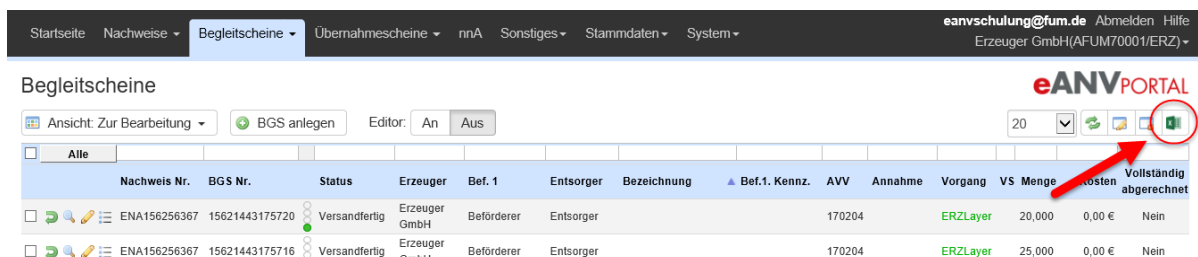 eanvschulung@fum.de Abmelden Hilfe
Startseite Nachweise Begleitscheine Übernahmescheine nnA Sonstiges Stammdaten System
Erzeuger GmbH(AFUM70001/ERZ)
Begleitscheine
eANVPORTAL
Ansicht: Zur Bearbeitung BGS anlegen Editor: An Aus 20
Alle
Nachweis Nr. BGS Nr. Status Erzeuger Bef. 1 Entsorger Bezeichnung Bef.1. Kennz. AVV Annahme Vorgang VS Menge Vollständig abgerechnet
ENA156256367 15621443175720 Versandfertig Erzeuger GmbH Beförderer Entsorger 170204 ERZLayer 20,000 0,00 € Nein
ENA156256367 15621443175716 Versandfertig Erzeuger Beförderer Entsorger 170204 ERZLayer 25,000 0,00 € Nein